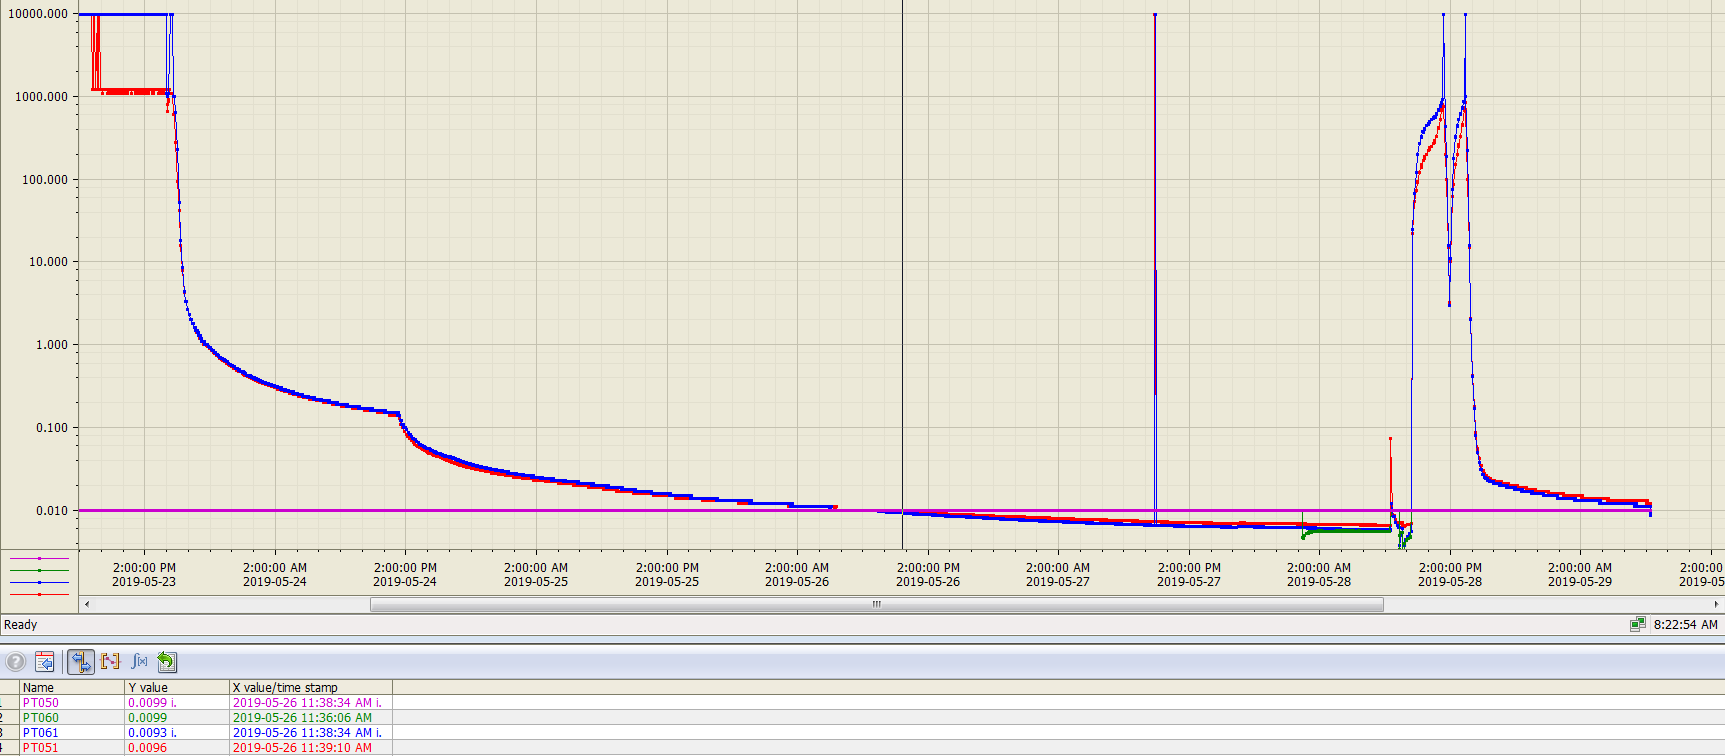 10000.000
1000.000
100.000
10.000
1.000
0.100
0.010
2:00:00 PM 2:00:00 AM 2:00:00 PM 2:00:00 AM 2:00:00 PM 2:00:00 AM 2:00:00 PM 2:00:00 AM 2:00:00 PM 2:00:00 AM 2:00:00 PM 2:00:00 AM 2:00:00
2019-05-23 2019-05-24 2019-05-24 2019-05-25 2019-05-25 2019-05-26 2019-05-26 2019-05-27 2019-05-27 2019-05-28 2019-05-28 2019-05-29 2019-05
Ready 8:22:54 AM
Name Y value X value/time stamp
PT050 0.0099 i. 2019-05-26 11:38:34 AM i.
2 PT060 0.0099 2019-05-26 11:36:06 AM
3 PT061 0.0093 i. 2019-05-26 11:38:34 AM i.
PT051 0.0096 2019-05-26 11:39:10 AM